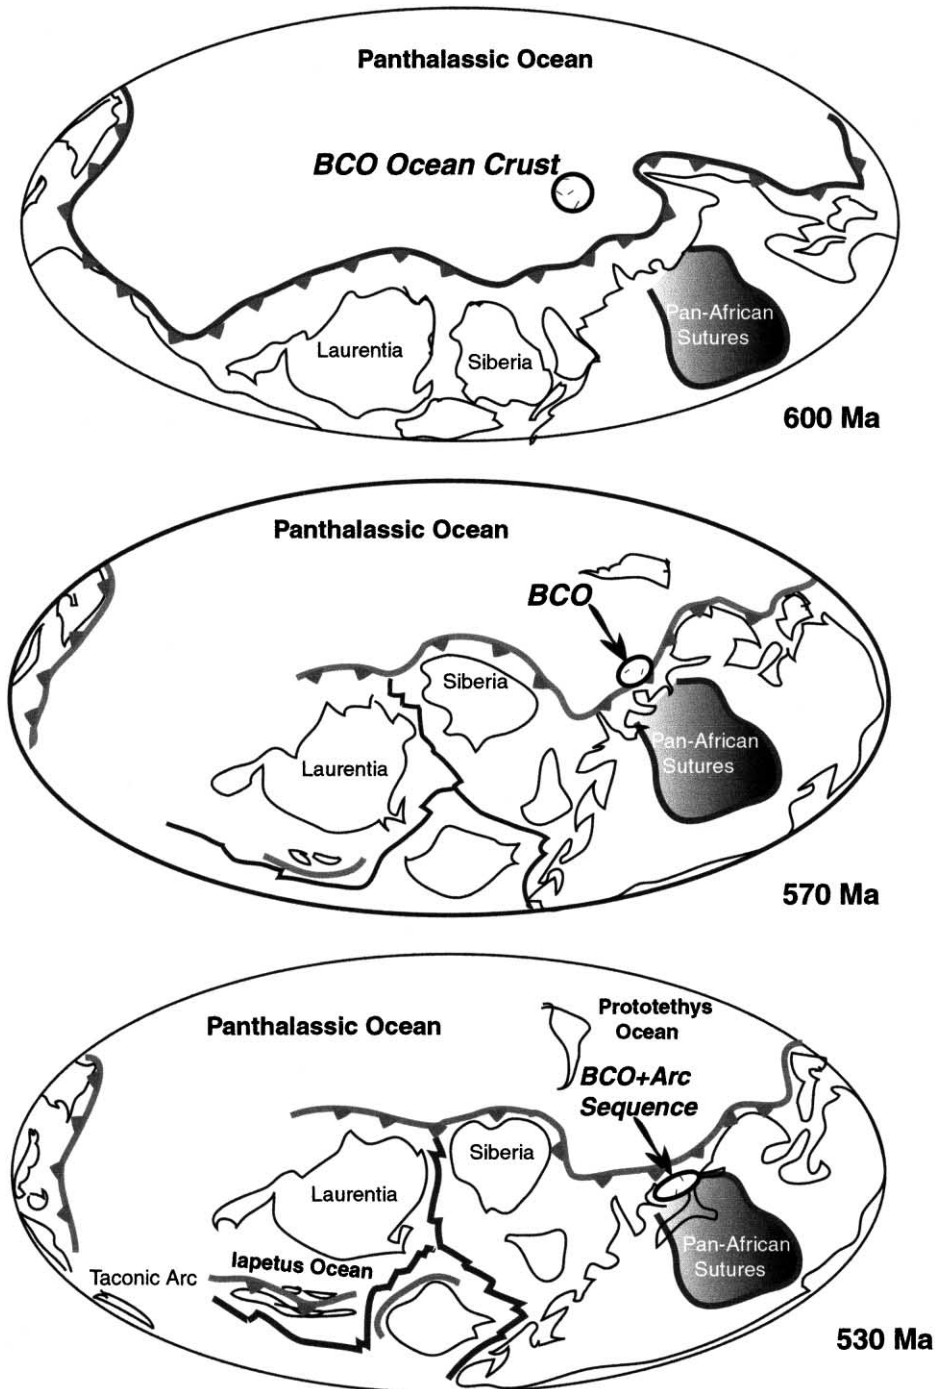 Panthalassic Ocean
BCO Ocean Crust
Pan-African
Sutures
Laurentia
Siberia
600 Ma
Panthalassic Ocean
BCO
Siberia
Pan-African
Sutures
Laurentia
570 Ma
Prototethys
Ocean
Panthalassic Ocean
BCO+Arc
Sequence
Siberia
Laurentia
Pan-African
Sutures
Iapetus Ocean
Taconic Arc
530 Ma